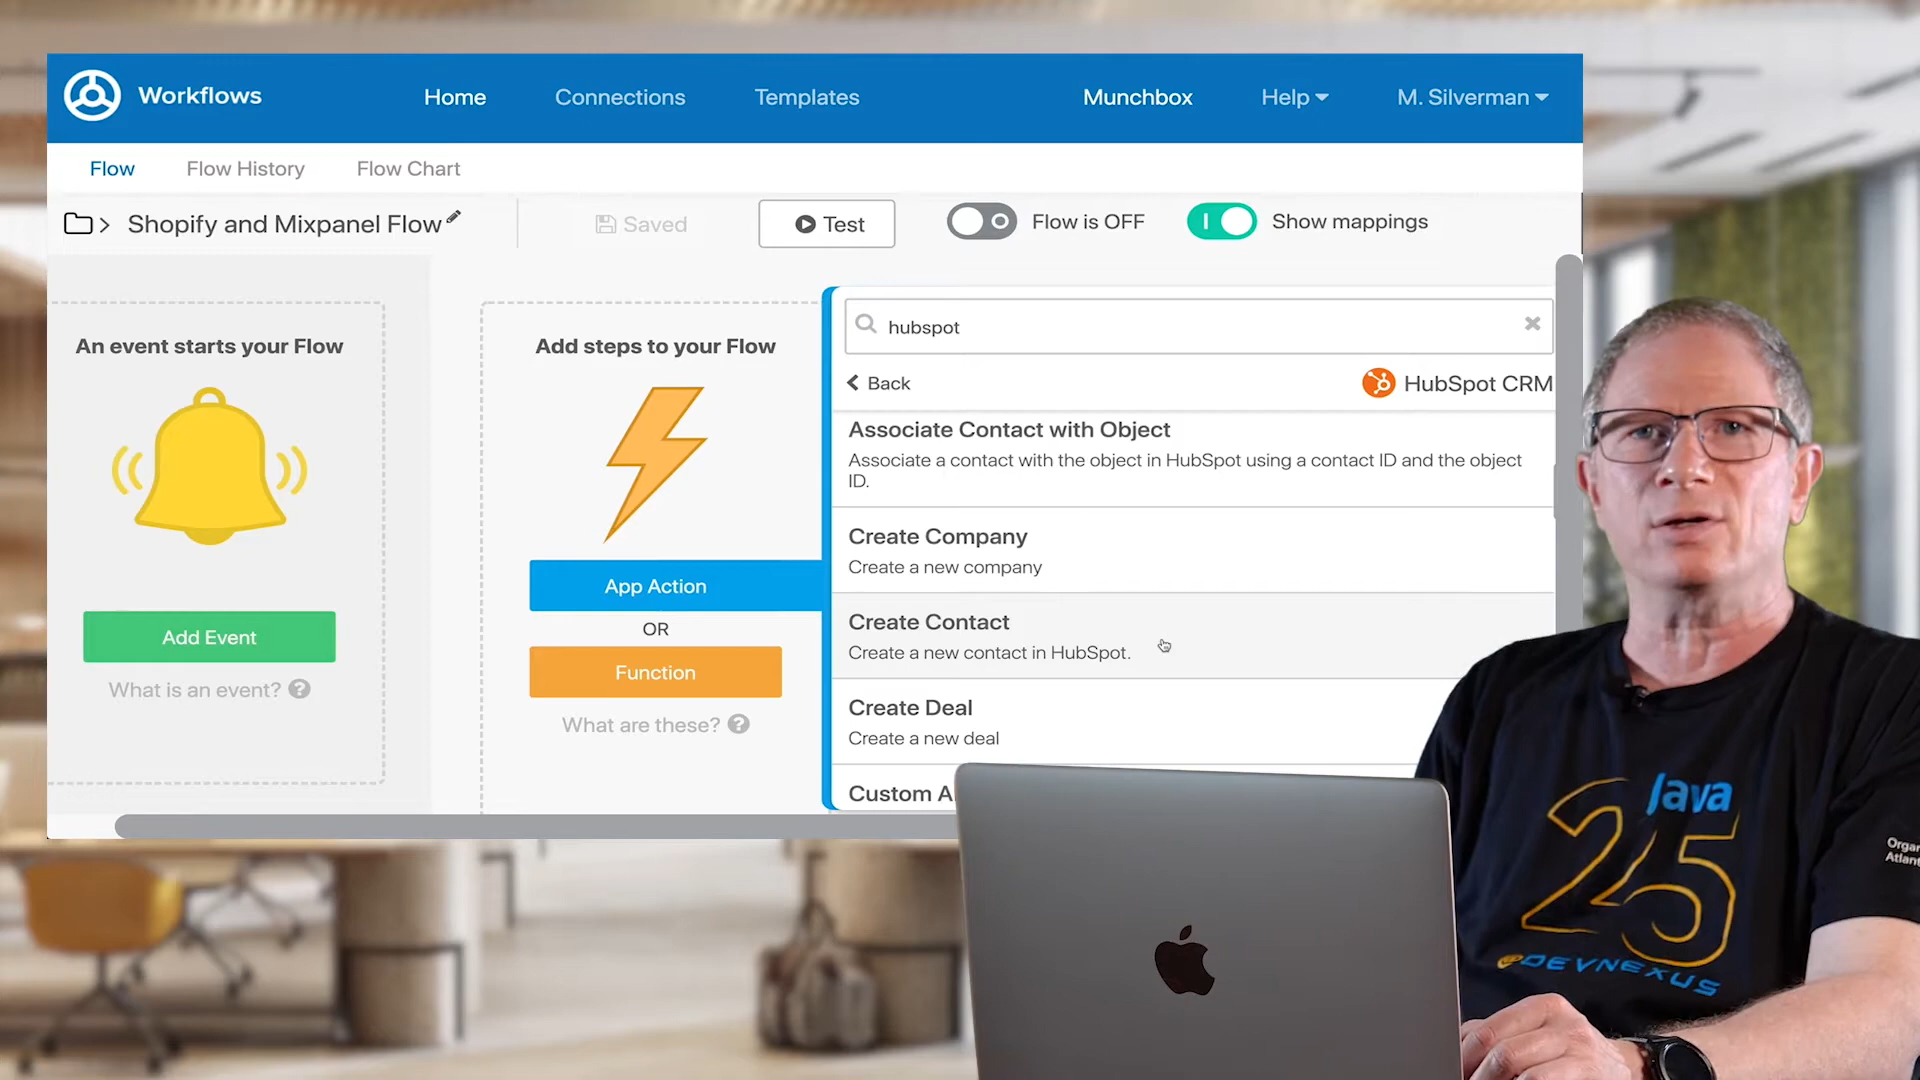 Workflows
Home
Connections
Templates
Munchbox
Help
M. Silverman
Flow
Flow History
Flow Chart
Shopify and Mixpanel Flow
Saved
Test
Flow is OFF
Show mappings
An event starts your Flow
Add Event
What is an event? ?
Add steps to your Flow
App Action
OR
Function
What are these? ?
hubspot
Back
HubSpot CRM
Associate Contact with Object
Associate a contact with the object in HubSpot using a contact ID and the object
ID.
Create Company
Create a new company
Create Contact
Create a new contact in HubSpot.
Create Deal
Create a new deal
Custom A
Java
25
DEVNEXUS
Organ
Atlan